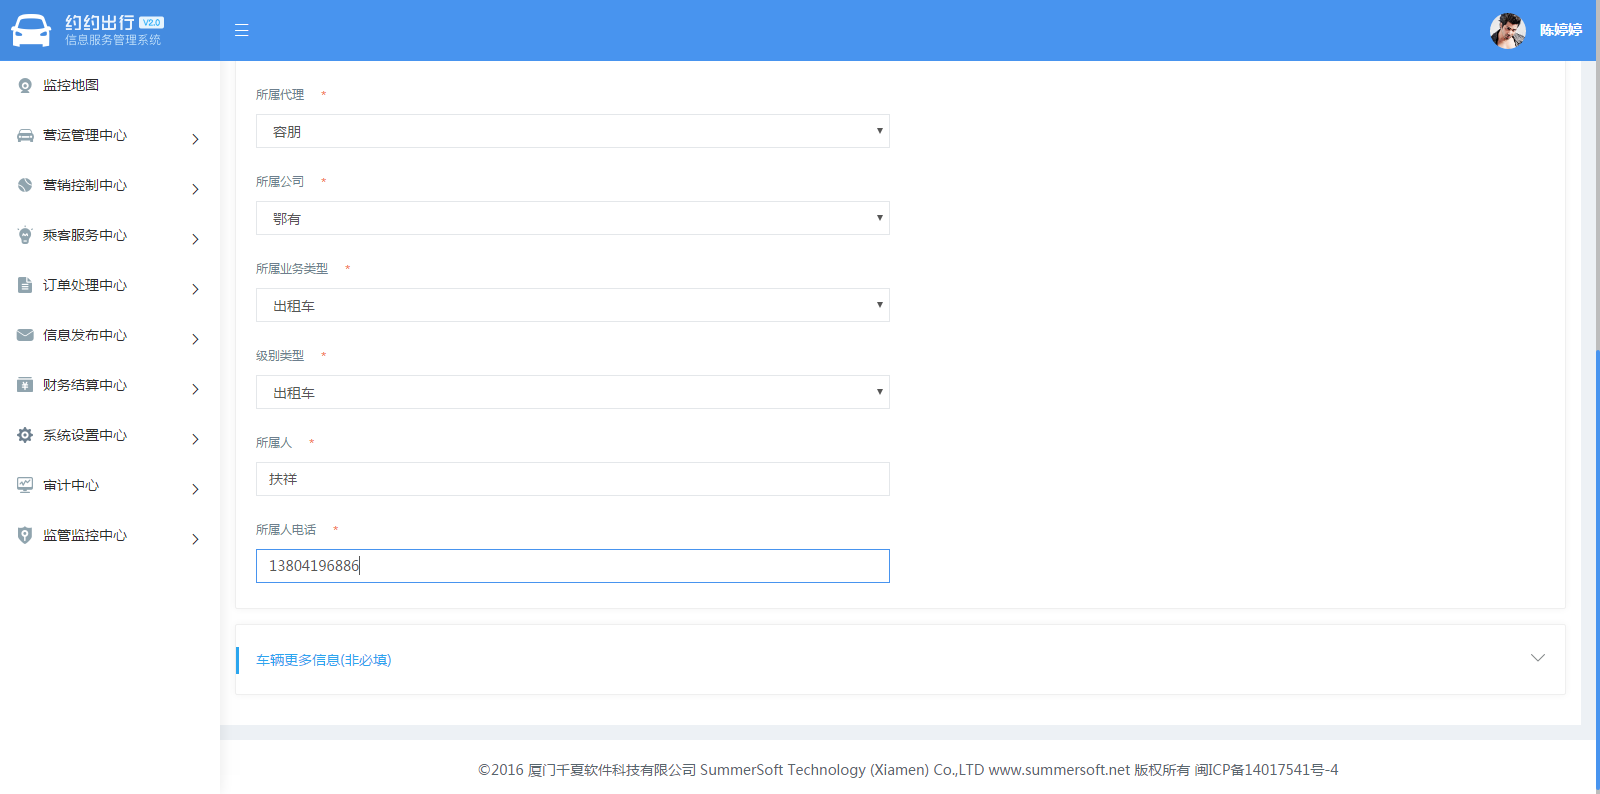 约约出行 V2.0
信息服务管理系统
陈婷婷
监控地图
营运管理中心
营销控制中心
乘客服务中心
订单处理中心
信息发布中心
财务结算中心
系统设置中心
审计中心
监管监控中心
所属代理 *
容朋
所属公司 *
鄂有
所属业务类型 *
出租车
级别类型 *
出租车
所属人 *
扶祥
所属人电话 *
13804196886
车辆更多信息(非必填)
©2016 厦门千夏软件科技有限公司 SummerSoft Technology (Xiamen) Co.,LTD www.summersoft.net 版权所有 闽ICP备14017541号-4